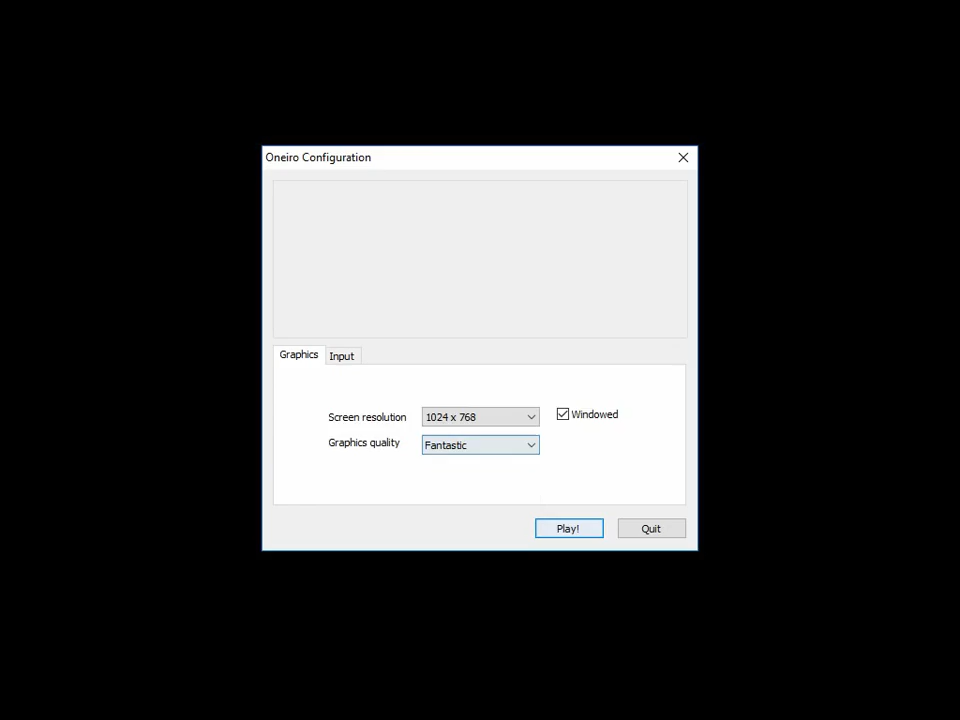 Oneiro Configuration
Graphics Input
Screen resolution 1024 x 768 Windowed
Graphics quality Fantastic
Play! Quit